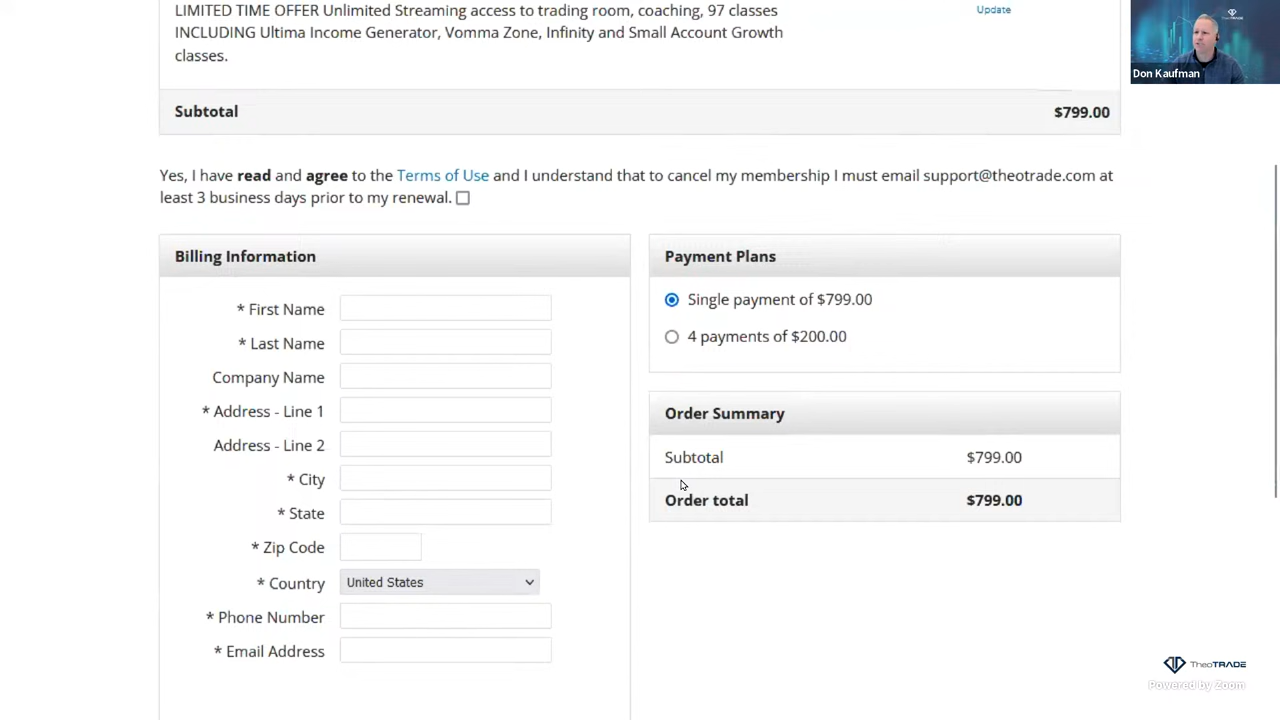 LIMITED TIME OFFER Unlimited Streaming access to trading room, coaching, 97 classes
INCLUDING Ultima Income Generator, Vomma Zone, Infinity and Small Account Growth
classes.
Update
Don Kaufman
Subtotal $799.00
Yes, I have read and agree to the Terms of Use and I understand that to cancel my membership I must email support@theotrade.com at
least 3 business days prior to my renewal.
Billing Information
* First Name
* Last Name
Company Name
* Address - Line 1
Address - Line 2
* City
* State
* Zip Code
* Country United States
* Phone Number
* Email Address
Payment Plans
Single payment of $799.00
4 payments of $200.00
Order Summary
Subtotal $799.00
Order total $799.00
TheoTRADE
Powered by Zoom